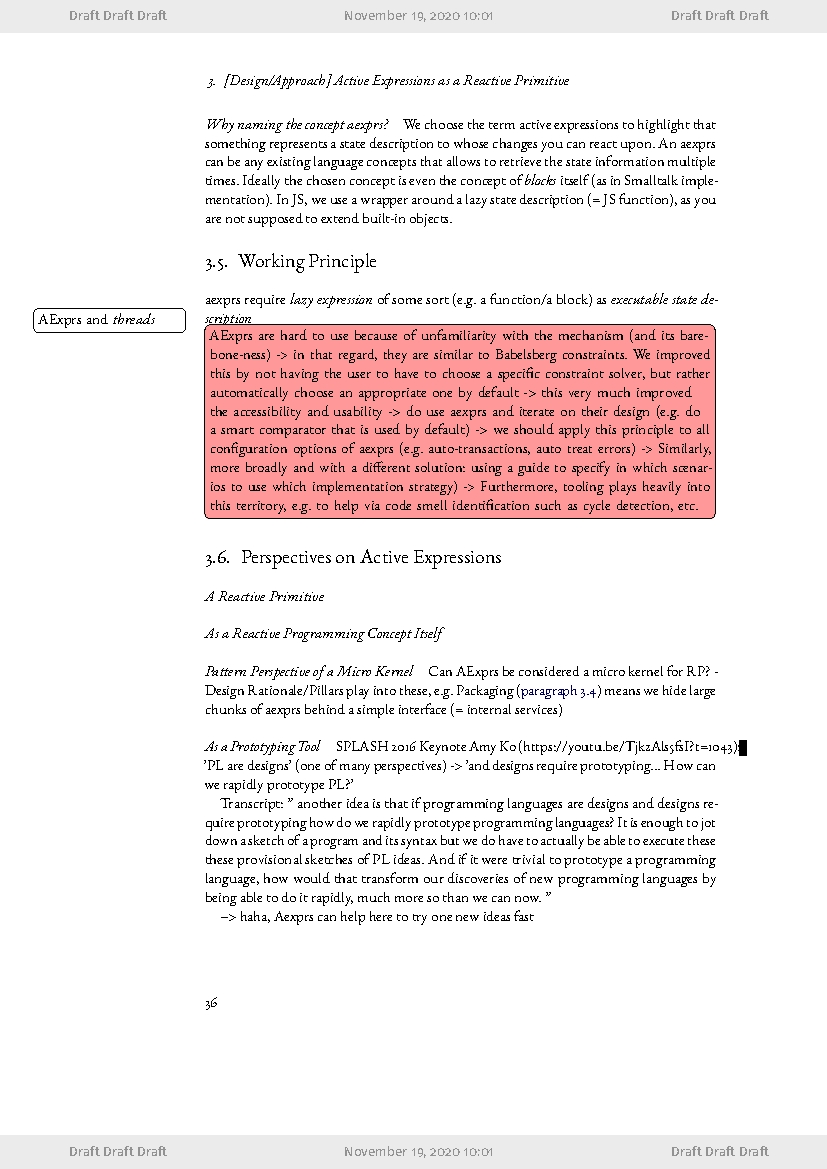 Draft Draft Draft November 19, 2020 10:01 Draft Draft Draft
3. [Design/Approach] Active Expressions as a Reactive Primitive
Why naming the concept aexprs? We choose the term active expressions to highlight that
something represents a state description to whose changes you can react upon. An aexprs
can be any existing language concepts that allows to retrieve the state information multiple
times. Ideally the chosen concept is even the concept of blocks itself (as in Smalltalk imple-
mentation). In JS, we use a wrapper around a lazy state description (= JS function), as you
are not supposed to extend built-in objects.
3.5. Working Principle
aexprs require lazy expression of some sort (e.g. a function/a block) as executable state de-
scription
AExprs and threads
AExprs are hard to use because of unfamiliarity with the mechanism (and its bare-
bone-ness) -> in that regard, they are similar to Babelsberg constraints. We improved
this by not having the user to have to choose a specific constraint solver, but rather
automatically choose an appropriate one by default -> this very much improved
the accessibility and usability -> do use aexprs and iterate on their design (e.g. do
a smart comparator that is used by default) -> we should apply this principle to all
configuration options of aexprs (e.g. auto-transactions, auto treat errors) -> Similarly,
more broadly and with a different solution: using a guide to specify in which scenar-
ios to use which implementation strategy) -> Furthermore, tooling plays heavily into
this territory, e.g. to help via code smell identification such as cycle detection, etc.
3.6. Perspectives on Active Expressions
A Reactive Primitive
As a Reactive Programming Concept Itself
Pattern Perspective of a Micro Kernel Can AExprs be considered a micro kernel for RP? -
Design Rationale/Pillars play into these, e.g. Packaging (paragraph 3.4) means we hide large
chunks of aexprs behind a simple interface (= internal services)
As a Prototyping Tool SPLASH 2016 Keynote Amy Ko (https://youtu.be/TjkzAls5fsI?t=1043):
'PL are designs' (one of many perspectives) -> 'and designs require prototyping... How can
we rapidly prototype PL?'
Transcript: ” another idea is that if programming languages are designs and designs re-
quire prototyping how do we rapidly prototype programming languages? It is enough to jot
down a sketch of a program and its syntax but we do have to actually be able to execute these
these provisional sketches of PL ideas. And if it were trivial to prototype a programming
language, how would that transform our discoveries of new programming languages by
being able to do it rapidly, much more so than we can now. ”
–> haha, Aexprs can help here to try one new ideas fast
36
Draft Draft Draft November 19, 2020 10:01 Draft Draft Draft